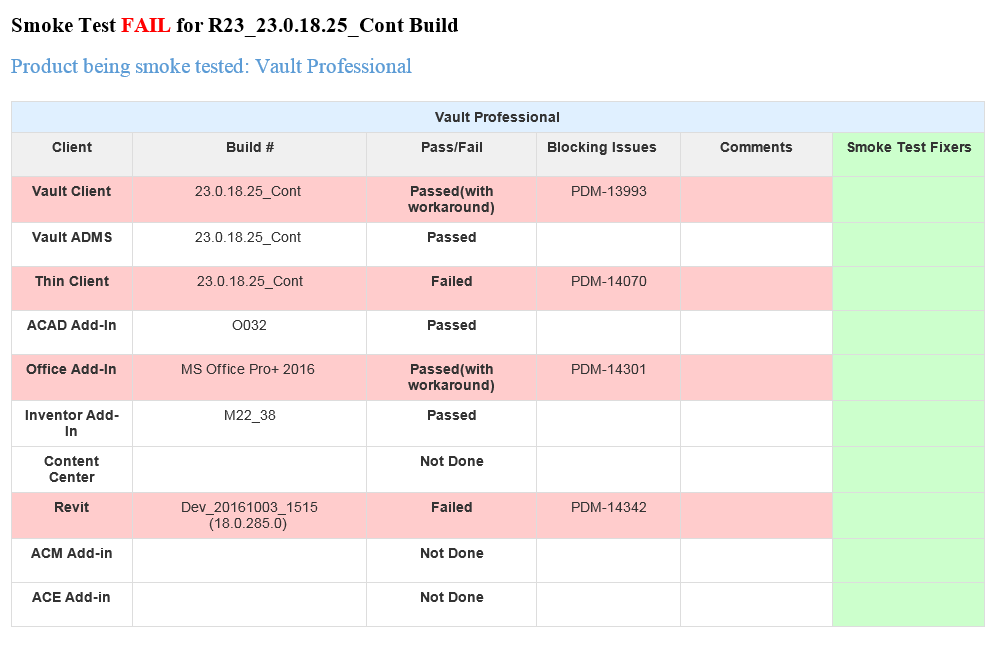 Smoke Test FAIL for R23_23.0.18.25_Cont Build
Product being smoke tested: Vault Professional
Vault Professional
Client Build # Pass/Fail Blocking Issues Comments Smoke Test Fixers
Vault Client 23.0.18.25_Cont Passed(with PDM-13993
workaround)
Vault ADMS 23.0.18.25_Cont Passed
Thin Client 23.0.18.25_Cont Failed PDM-14070
ACAD Add-In O032 Passed
Office Add-In MS Office Pro+ 2016 Passed(with PDM-14301
workaround)
Inventor Add- M22_38 Passed
In
Content Not Done
Center
Revit Dev_20161003_1515 Failed PDM-14342
(18.0.285.0)
ACM Add-in Not Done
ACE Add-in Not Done